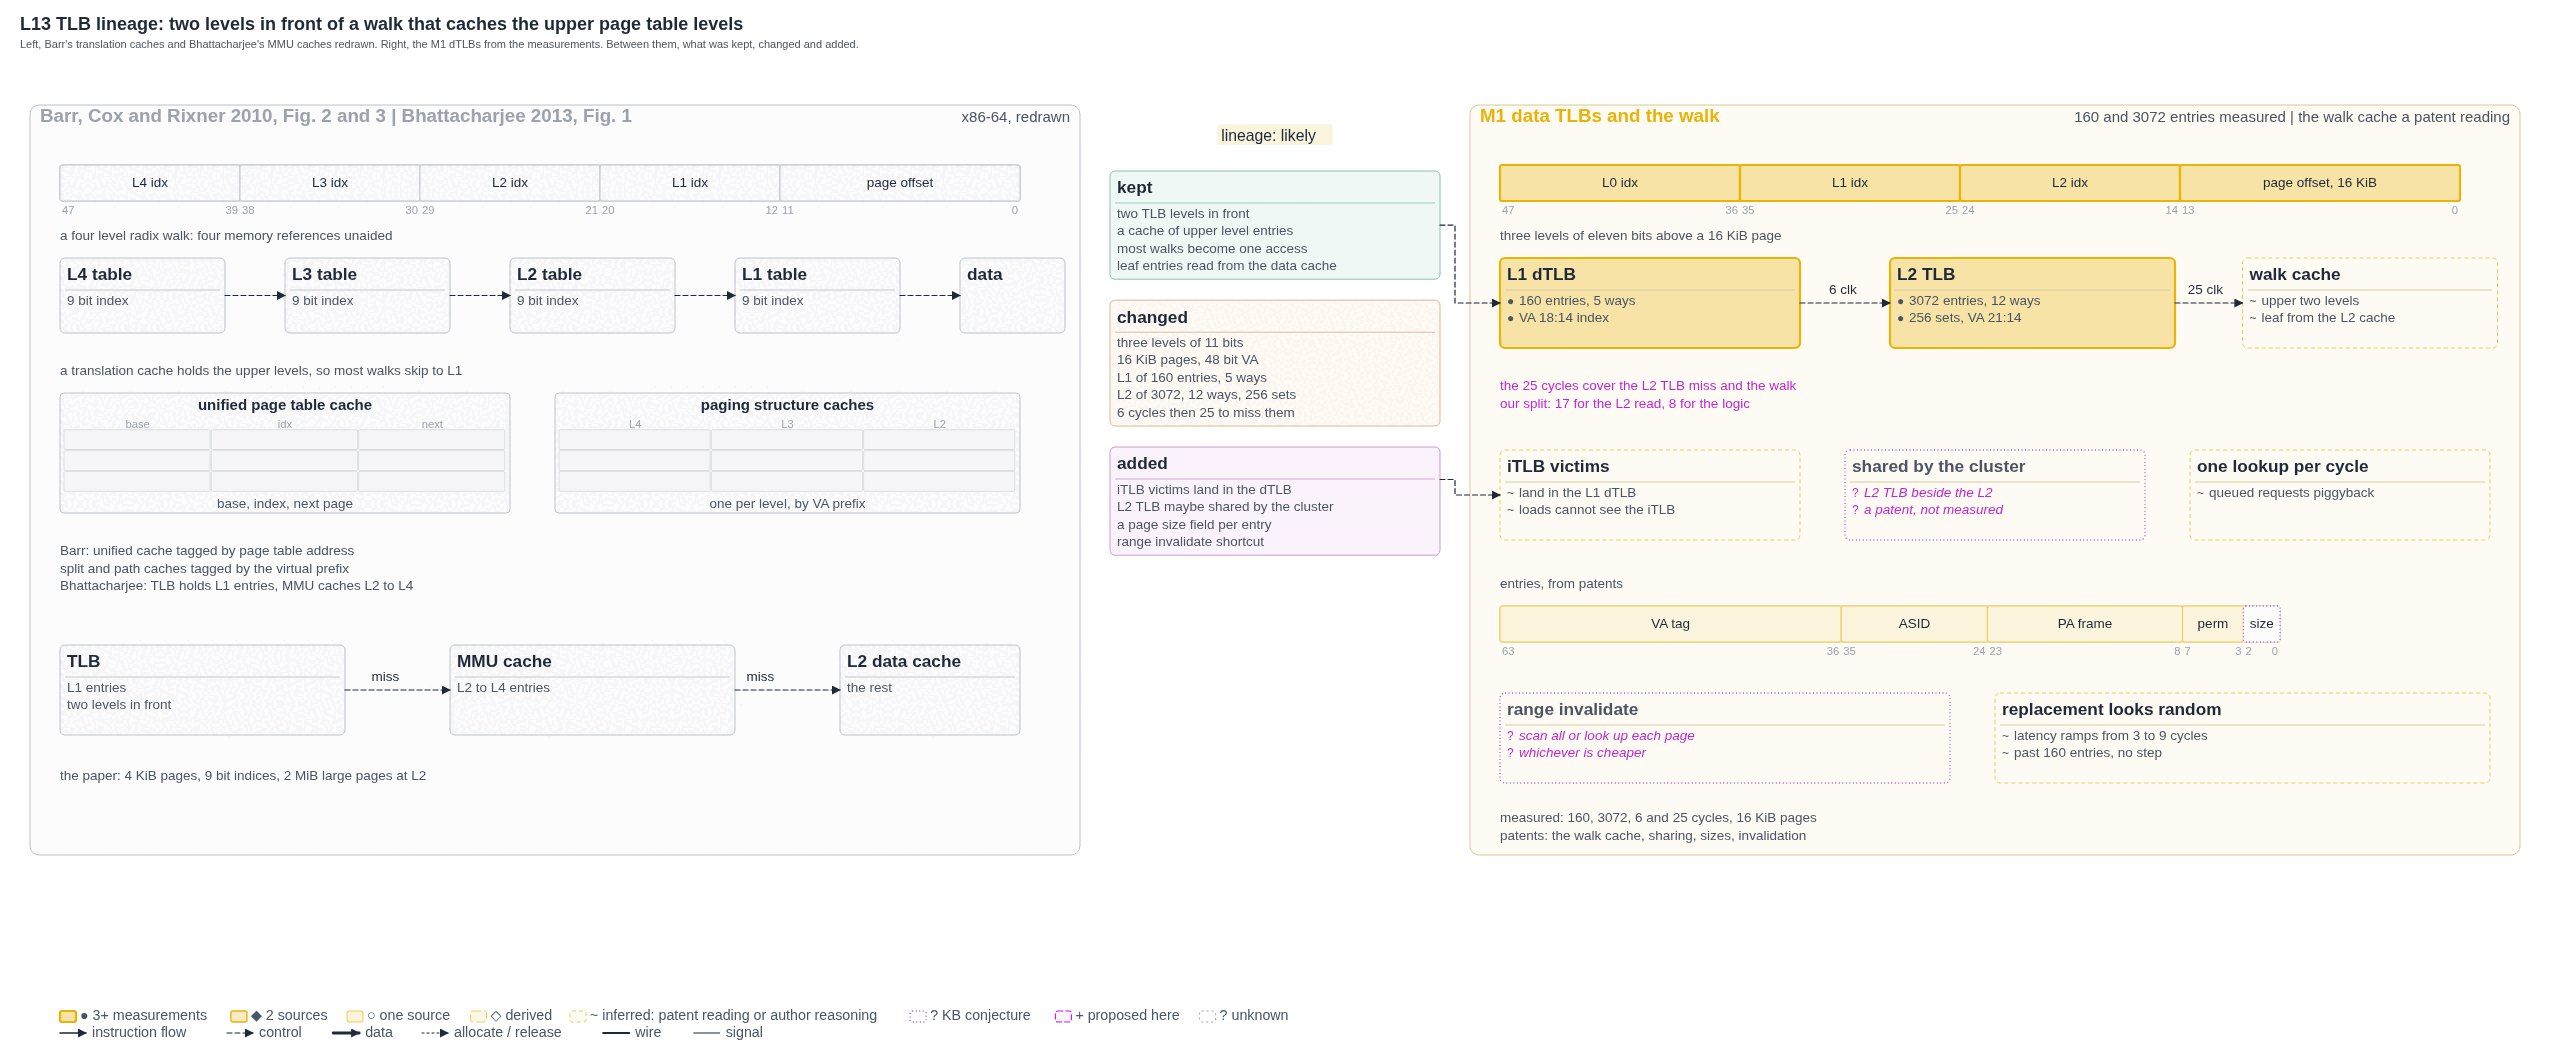 L13 TLB lineage: two levels in front of a walk that caches the upper page table levels
Left, Barr's translation caches and Bhattacharjee's MMU caches redrawn. Right, the M1 dTLBs from the measurements. Between them, what was kept, changed and added.
Barr, Cox and Rixner 2010, Fig. 2 and 3 | Bhattacharjee 2013, Fig. 1
x86-64, redrawn
L4 idx
L3 idx
L2 idx
L1 idx
page offset
47
39 38
30 29
21 20
12 11
0
a four level radix walk: four memory references unaided
L4 table
9 bit index
L3 table
9 bit index
L2 table
9 bit index
L1 table
9 bit index
data
a translation cache holds the upper levels, so most walks skip to L1
unified page table cache
base
idx
next
base, index, next page
paging structure caches
L4
L3
L2
one per level, by VA prefix
Barr: unified cache tagged by page table address
split and path caches tagged by the virtual prefix
Bhattacharjee: TLB holds L1 entries, MMU caches L2 to L4
TLB
L1 entries
two levels in front
miss
MMU cache
L2 to L4 entries
miss
L2 data cache
the rest
the paper: 4 KiB pages, 9 bit indices, 2 MiB large pages at L2
lineage: likely
kept
two TLB levels in front
a cache of upper level entries
most walks become one access
leaf entries read from the data cache
changed
three levels of 11 bits
16 KiB pages, 48 bit VA
L1 of 160 entries, 5 ways
L2 of 3072, 12 ways, 256 sets
6 cycles then 25 to miss them
added
iTLB victims land in the dTLB
L2 TLB maybe shared by the cluster
a page size field per entry
range invalidate shortcut
M1 data TLBs and the walk
160 and 3072 entries measured | the walk cache a patent reading
L0 idx
L1 idx
L2 idx
page offset, 16 KiB
47
36 35
25 24
14 13
0
three levels of eleven bits above a 16 KiB page
L1 dTLB
● 160 entries, 5 ways
● VA 18:14 index
6 clk
L2 TLB
● 3072 entries, 12 ways
● 256 sets, VA 21:14
25 clk
walk cache
~ upper two levels
~ leaf from the L2 cache
the 25 cycles cover the L2 TLB miss and the walk
our split: 17 for the L2 read, 8 for the logic
iTLB victims
~ land in the L1 dTLB
~ loads cannot see the iTLB
shared by the cluster
? L2 TLB beside the L2
? a patent, not measured
one lookup per cycle
~ queued requests piggyback
entries, from patents
VA tag
ASID
PA frame
perm
size
63
36 35
24 23
8 7
3 2
0
range invalidate
? scan all or look up each page
? whichever is cheaper
replacement looks random
~ latency ramps from 3 to 9 cycles
~ past 160 entries, no step
measured: 160, 3072, 6 and 25 cycles, 16 KiB pages
patents: the walk cache, sharing, sizes, invalidation
● 3+ measurements
◆ 2 sources
○ one source
◇ derived
~ inferred: patent reading or author reasoning
? KB conjecture
+ proposed here
? unknown
instruction flow
control
data
allocate / release
wire
signal